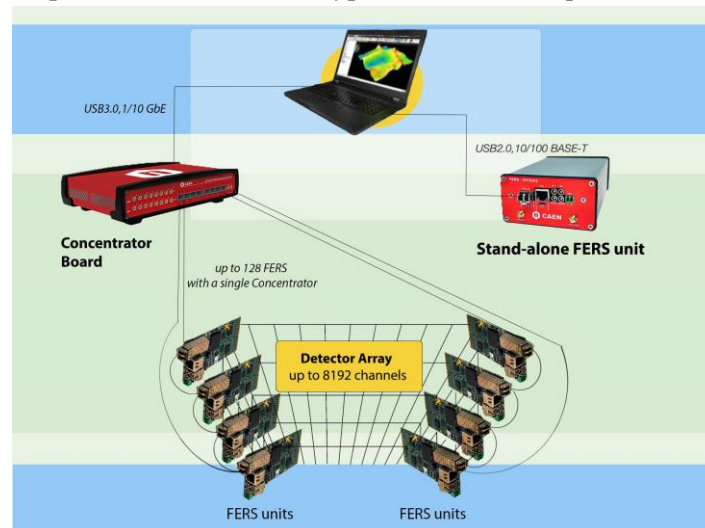 USB3.0,1/10 GbE
USB2.0,10/100 BASE-T
CAEN
Concentrator
Board
Stand-alone FERS unit
up to 128 FERS
with a single Concentrator
Detector Array
up to 8192 channels
FERS units
FERS units